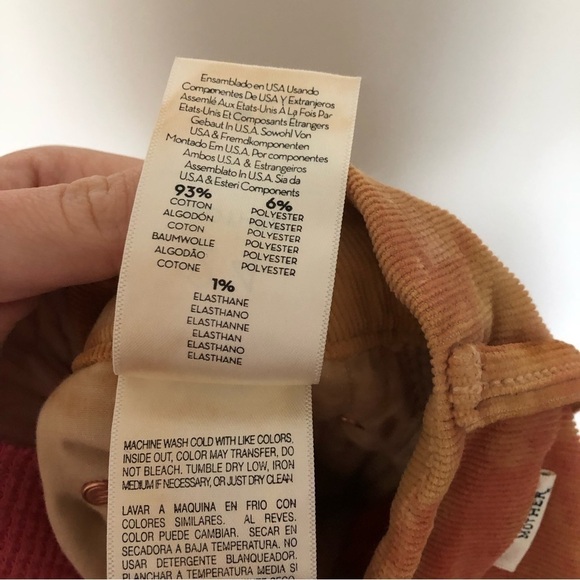 Ensamblado en USA Usando
Componentes De USA Y Extranjeros
Assemlé Aux Etats-Unis À La Fois Par
Etats-Unis Et Composants Étrangers
Gebaut In U.S.A. Sowohl Von
USA & Fremdkomponenten
Montado Em U.S.A. Por componentes
Ambos U.S.A & Estrangeiros
Assemblato In U.S.A. Sia da
U.S.A & Esteri Components
93% 6%
COTTON POLYESTER
ALGODÓN POLYESTER
COTON POLYESTER
BAUMWOLLE POLYESTER
ALGODÃO POLYESTER
COTONE POLYESTER
1%
ELASTHANE
ELASTHANO
ELASTHANNE
ELASTHAN
ELASTHANO
ELASTHANE
MACHINE WASH COLD WITH LIKE COLORS,
INSIDE OUT, COLOR MAY TRANSFER, DO
NOT BLEACH. TUMBLE DRY LOW, IRON
MEDIUM IF NECESSARY, OR JUST DRY CLEAN
LAVAR A MAQUINA EN FRIO CON
COLORES SIMILARES. AL REVES.
COLOR PUEDE CAMBIAR. SECAR EN
SECADORA A BAJA TEMPERATURA. NO
USAR DETERGENTE BLANQUEADOR.
PLANCHAR A TEMPERATURA MEDIA SI
MOTHER